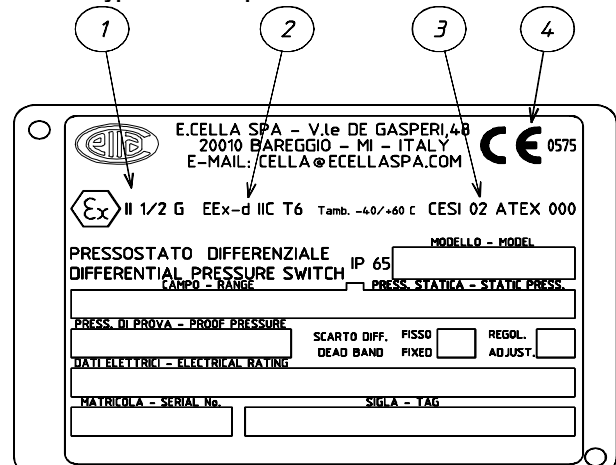 1 2 3 4
ella
E.CELLA SPA – V.le DE GASPERI,48
20010 BAREGGIO – MI – ITALY
E-MAIL: CELLA@ECELLASPA.COM
CE 0575
Ex II 1/2 G EEx-d IIC T6 Tamb. -40/+60 C CESI 02 ATEX 000
PRESSOSTATO DIFFERENZIALE
DIFFERENTIAL PRESSURE SWITCH IP 65
MODELLO – MODEL
CAMPO – RANGE PRESS. STATICA – STATIC PRESS.
PRESS. DI PROVA – PROOF PRESSURE
SCARTO DIFF. FISSO REGOL.
DEAD BAND FIXED ADJUST.
DATI ELETTRICI – ELECTRICAL RATING
MATRICOLA – SERIAL No. SIGLA – TAG